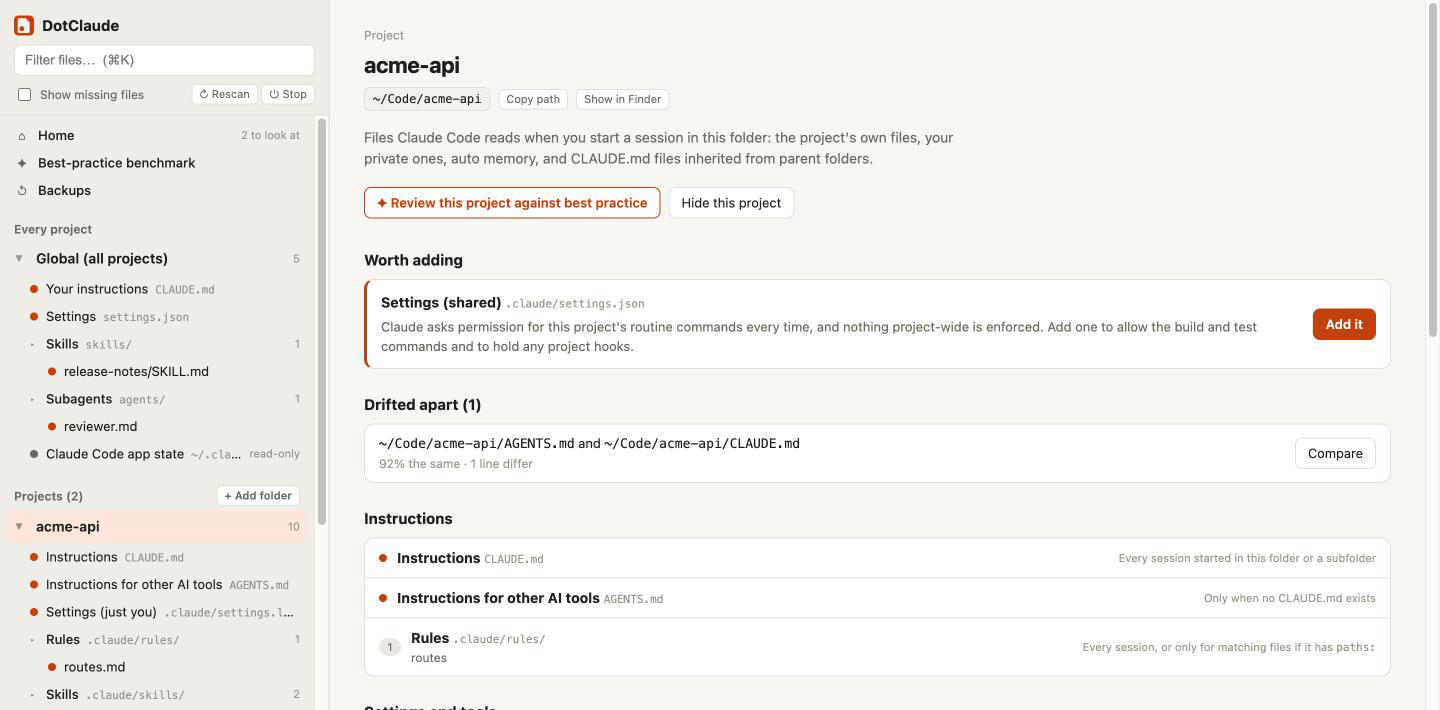 DotClaude
Filter files… (⌘K)
Show missing files
Rescan
Stop
Home
2 to look at
Best-practice benchmark
Backups
Every project
Global (all projects)
5
Your instructions CLAUDE.md
Settings settings.json
Skills skills/
1
release-notes/SKILL.md
Subagents agents/
1
reviewer.md
Claude Code app state ~/.cla… read-only
Projects (2)
+ Add folder
acme-api
10
Instructions CLAUDE.md
Instructions for other AI tools AGENTS.md
Settings (just you) .claude/settings.l…
Rules .claude/rules/
1
routes.md
Skills .claude/skills/
2
Project
acme-api
~/Code/acme-api
Copy path
Show in Finder
Files Claude Code reads when you start a session in this folder: the project's own files, your
private ones, auto memory, and CLAUDE.md files inherited from parent folders.
✦ Review this project against best practice
Hide this project
Worth adding
Settings (shared) .claude/settings.json
Claude asks permission for this project's routine commands every time, and nothing project-wide is enforced. Add one to allow the build and test
commands and to hold any project hooks.
Add it
Drifted apart (1)
~/Code/acme-api/AGENTS.md and ~/Code/acme-api/CLAUDE.md
92% the same · 1 line differ
Compare
Instructions
Instructions CLAUDE.md
Every session started in this folder or a subfolder
Instructions for other AI tools AGENTS.md
Only when no CLAUDE.md exists
1
Rules .claude/rules/
routes
Every session, or only for matching files if it has paths:
Settings and tools